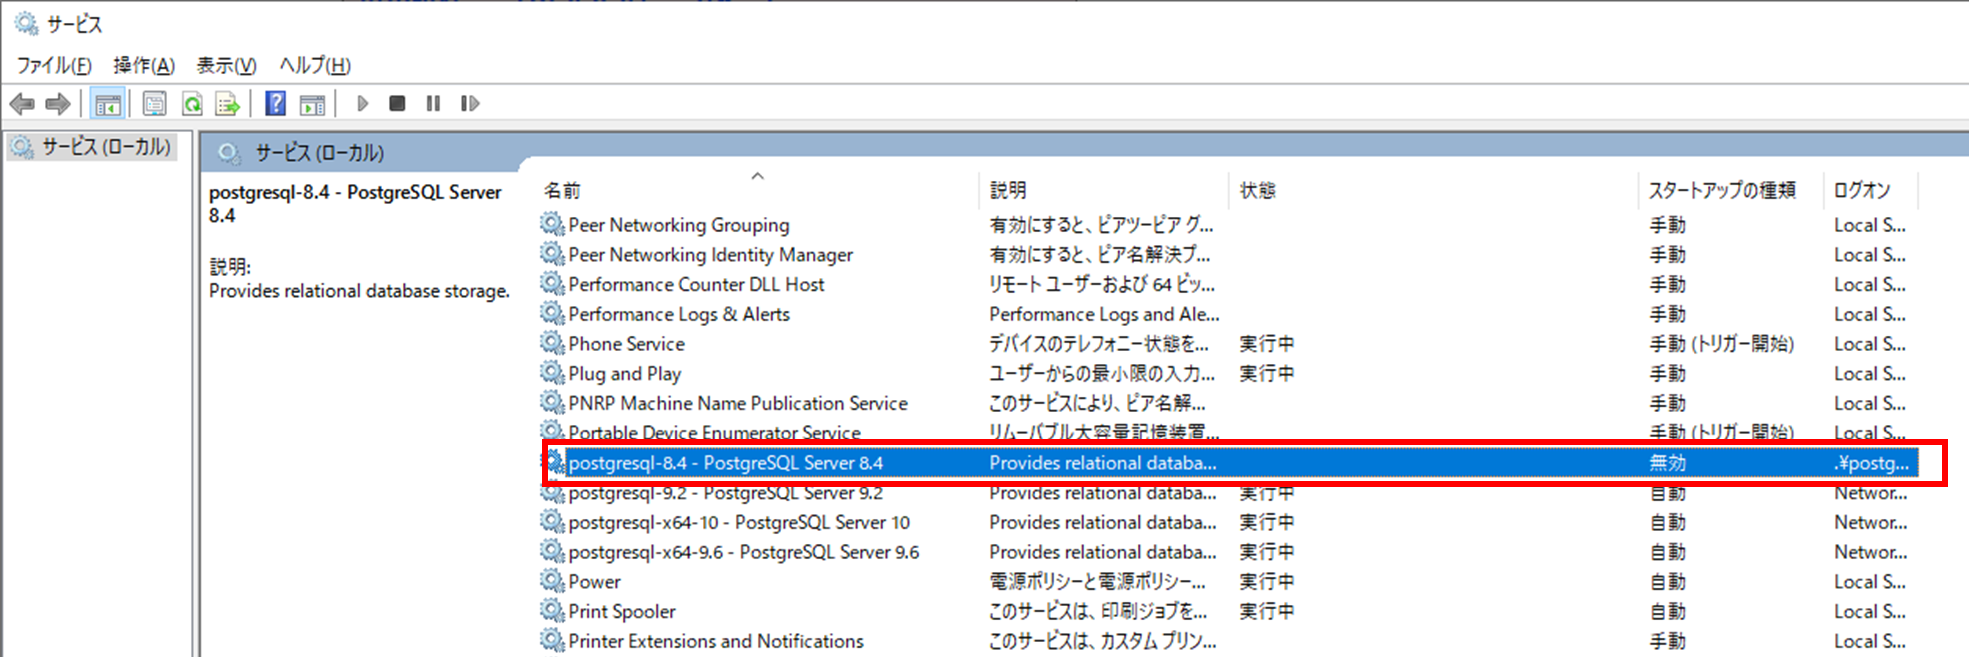 サービス
ファイル(F) 操作(A) 表示(V) ヘルプ(H)
サービス (ローカル)
サービス (ローカル)
postgresql-8.4 - PostgreSQL Server
8.4
説明:
Provides relational database storage.
名前 説明 状態 スタートアップの種類 ログオン
Peer Networking Grouping 有効にすると、ピアツーピア グ... 手動 Local S...
Peer Networking Identity Manager 有効にすると、ピア名解決プ... 手動 Local S...
Performance Counter DLL Host リモート ユーザーおよび 64 ビッ... 手動 Local S...
Performance Logs & Alerts Performance Logs and Ale... 手動 Local S...
Phone Service デバイスのテレフォニー状態を... 実行中 手動 (トリガー開始) Local S...
Plug and Play ユーザーからの最小限の入力... 実行中 手動 Local S...
PNRP Machine Name Publication Service このサービスにより、ピア名解... 手動 Local S...
Portable Device Enumerator Service リムーバブル大容量記憶装置... 手動 (トリガー開始) Local S...
postgresql-8.4 - PostgreSQL Server 8.4 Provides relational databa... 無効 .¥postg...
postgresql-9.2 - PostgreSQL Server 9.2 Provides relational databa... 実行中 自動 Networ...
postgresql-x64-10 - PostgreSQL Server 10 Provides relational databa... 実行中 自動 Networ...
postgresql-x64-9.6 - PostgreSQL Server 9.6 Provides relational databa... 実行中 自動 Networ...
Power 電源ポリシーと電源ポリシー... 実行中 自動 Local S...
Print Spooler このサービスは、印刷ジョブを... 実行中 自動 Local S...
Printer Extensions and Notifications このサービスは、カスタム プリン... 手動 Local S...